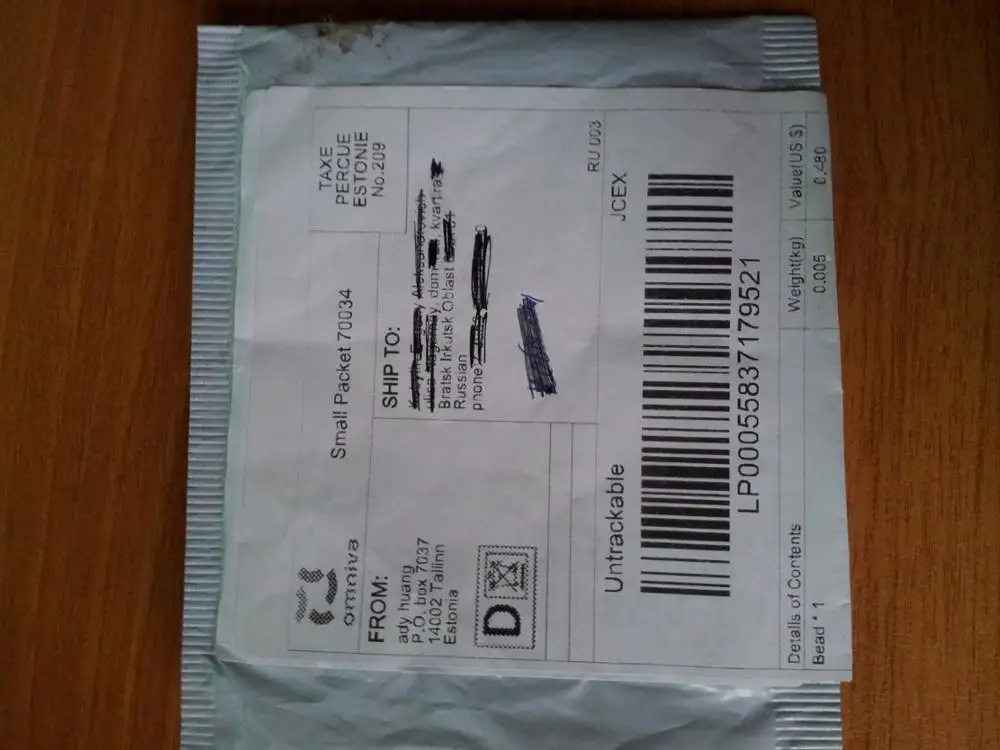 omniva
Small Packet 70034
TAXE
PERCUE
ESTONIE
No.209
FROM:
ady huang
P.O. box 7037
14002 Tallinn
Estonia
D
SHIP TO:
dom kvartra
Bratsk Irkutsk Oblast
Russian
phone
RU 003
Untrackable
JCEX
LP00055837179521
Details of Contents Weight(kg) Value(US $)
Bead * 1 0.005 0.480